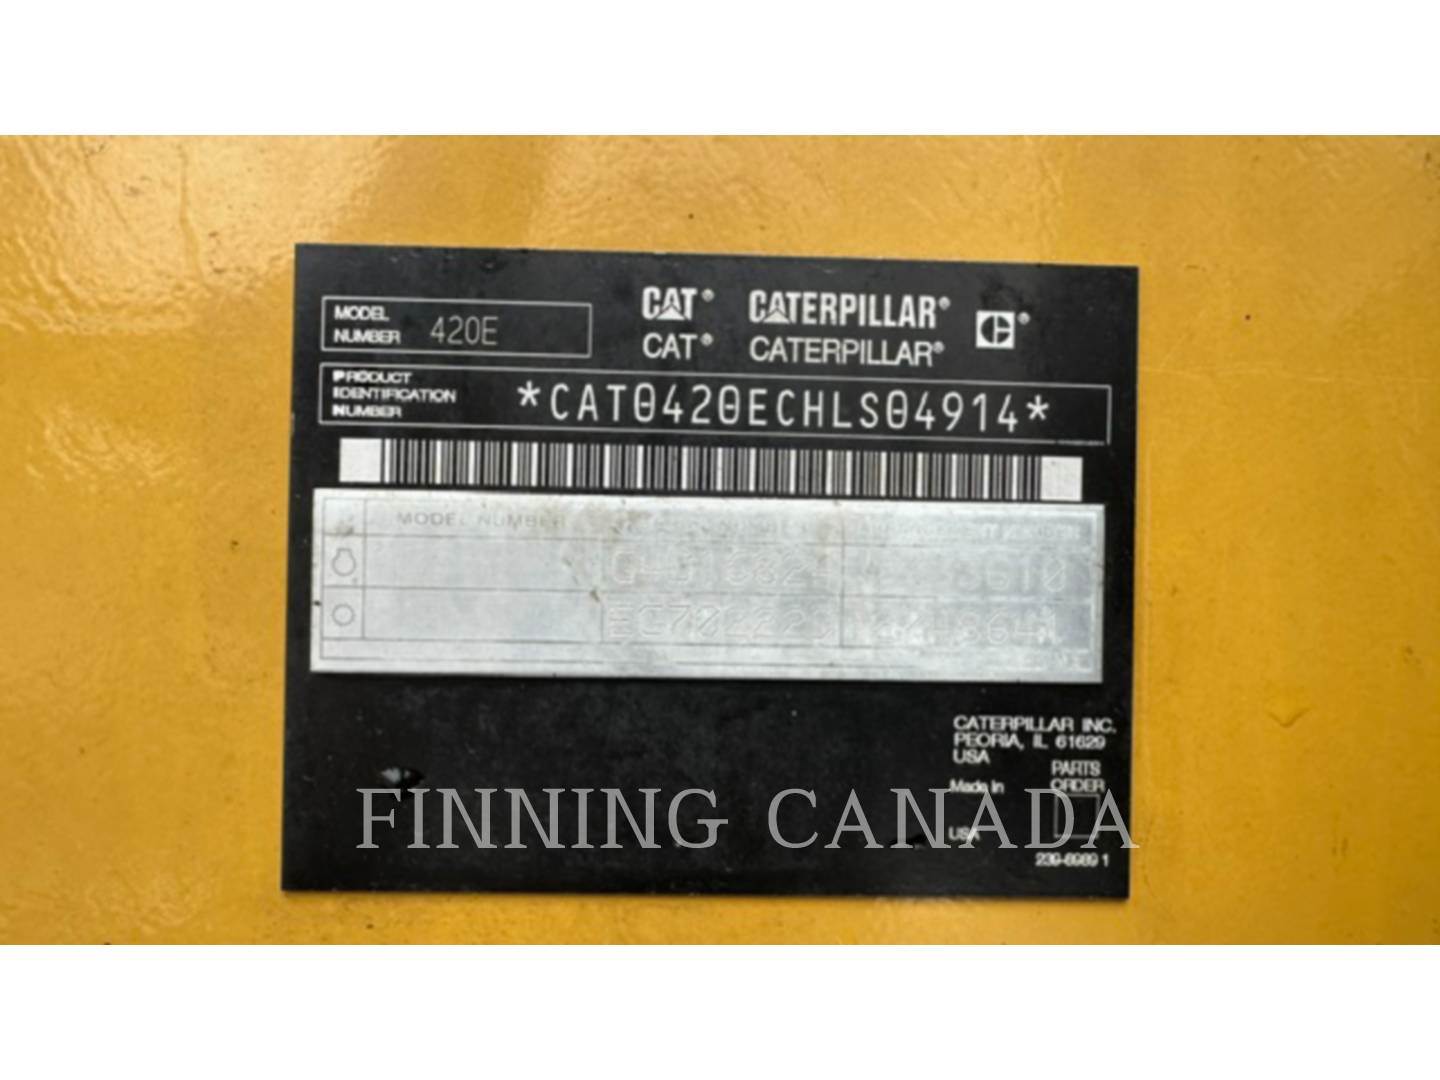 MODEL
NUMBER 420E
CAT® CATERPILLAR®
CAT® CATERPILLAR®
PRODUCT
IDENTIFICATION
NUMBER
*CAT0420ECHLS04914*
MODEL NUMBER
CATERPILLAR INC.
PEORIA, IL 61629
USA
PARTS
Made in ORDER
USA
239-8989 1
FINNING CANADA